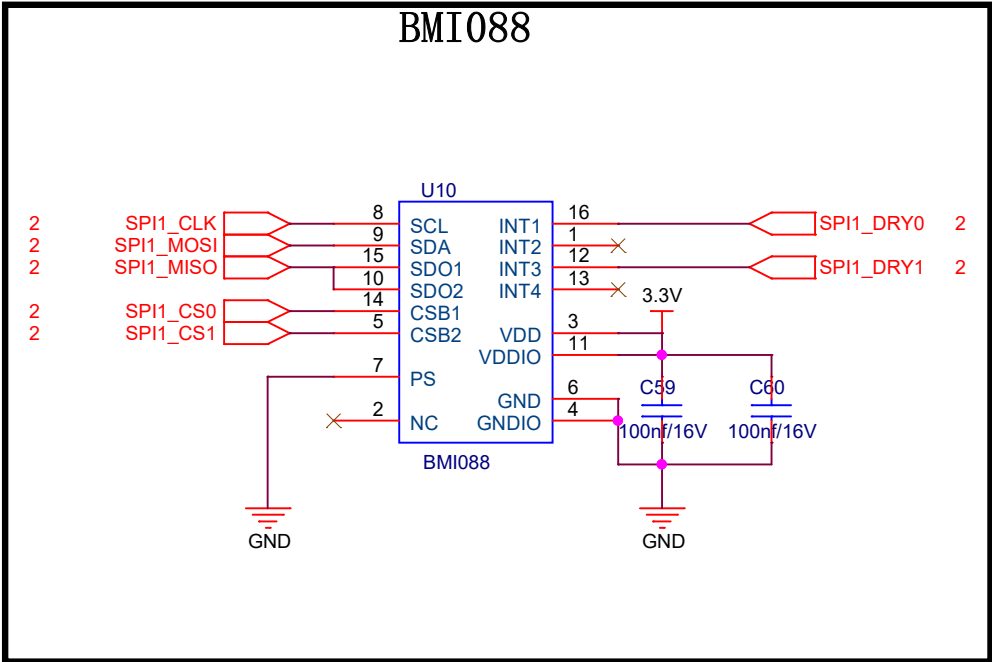 BMI088
U10
2 SPI1_CLK 8 SCL INT1 16 SPI1_DRY0 2
2 SPI1_MOSI 9 SDA INT2 1
2 SPI1_MISO 15 SDO1 INT3 12 SPI1_DRY1 2
10 SDO2 INT4 13
3.3V
2 SPI1_CS0 14 CSB1
2 SPI1_CS1 5 CSB2 VDD 3
VDDIO 11
7 PS
GND 6 C59 C60
2 NC GNDIO 4
100nf/16V 100nf/16V
BMI088
GND GND